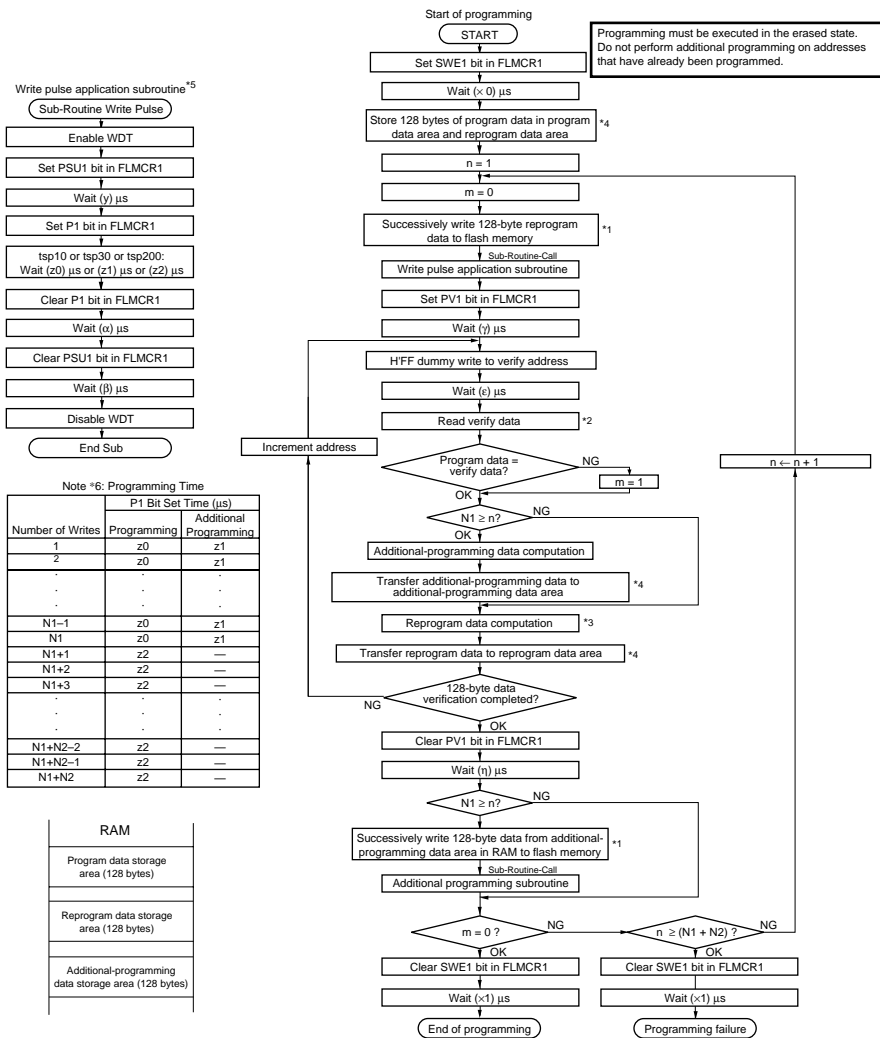 Start of programming
START
Programming must be executed in the erased state.
Do not perform additional programming on addresses
that have already been programmed.
Set SWE1 bit in FLMCR1
Wait (× 0) μs
Store 128 bytes of program data in program
data area and reprogram data area
*4
n = 1
m = 0
Successively write 128-byte reprogram
data to flash memory
*1
Sub-Routine-Call
Write pulse application subroutine
Set PV1 bit in FLMCR1
Wait (γ) μs
H'FF dummy write to verify address
Wait (ε) μs
Read verify data
*2
Increment address
Program data =
verify data?
NG
m = 1
OK
n ← n + 1
N1 ≥ n?
NG
OK
Additional-programming data computation
Transfer additional-programming data to
additional-programming data area
*4
Reprogram data computation
*3
Transfer reprogram data to reprogram data area
*4
128-byte data
verification completed?
NG
OK
Clear PV1 bit in FLMCR1
Wait (η) μs
N1 ≥ n?
NG
OK
Successively write 128-byte data from additional-
programming data area in RAM to flash memory
*1
Sub-Routine-Call
Additional programming subroutine
m = 0 ?
NG
OK
n ≥ (N1 + N2) ?
NG
OK
Clear SWE1 bit in FLMCR1
Clear SWE1 bit in FLMCR1
Wait (×1) μs
Wait (×1) μs
End of programming
Programming failure
Write pulse application subroutine*5
Sub-Routine Write Pulse
Enable WDT
Set PSU1 bit in FLMCR1
Wait (y) μs
Set P1 bit in FLMCR1
tsp10 or tsp30 or tsp200:
Wait (z0) μs or (z1) μs or (z2) μs
Clear P1 bit in FLMCR1
Wait (α) μs
Clear PSU1 bit in FLMCR1
Wait (β) μs
Disable WDT
End Sub
Note *6: Programming Time
P1 Bit Set Time (μs)
Number of Writes Programming Additional Programming
1 z0 z1
2 z0 z1
. . .
. . .
. . .
N1–1 z0 z1
N1 z0 z1
N1+1 z2 —
N1+2 z2 —
N1+3 z2 —
. . .
. . .
. . .
N1+N2–2 z2 —
N1+N2–1 z2 —
N1+N2 z2 —
RAM
Program data storage
area (128 bytes)
Reprogram data storage
area (128 bytes)
Additional-programming
data storage area (128 bytes)